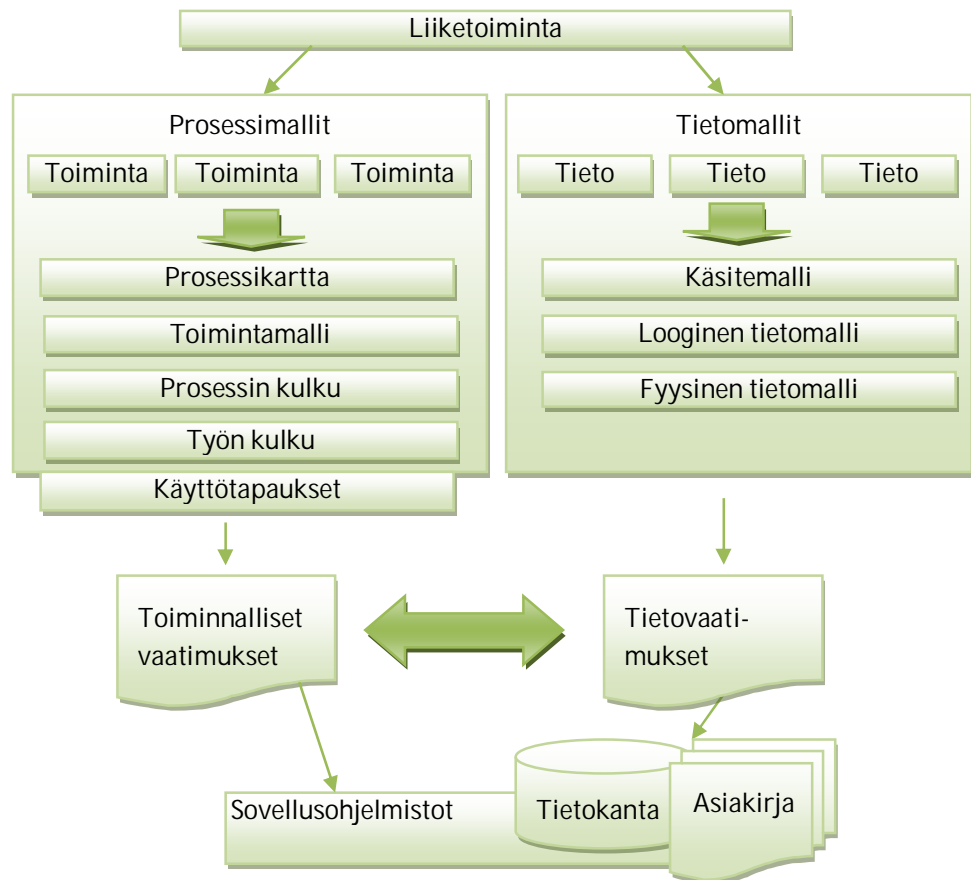 Liiketoiminta
Prosessimallit
Toiminta
Toiminta
Toiminta
Prosessikartta
Toimintamalli
Prosessin kulku
Työn kulku
Käyttötapaukset
Tietomallit
Tieto
Tieto
Tieto
Käsitemalli
Looginen tietomalli
Fyysinen tietomalli
Toiminnalliset
vaatimukset
Tietovaati-
mukset
Sovellusohjelmistot
Tietokanta
Asiakirja